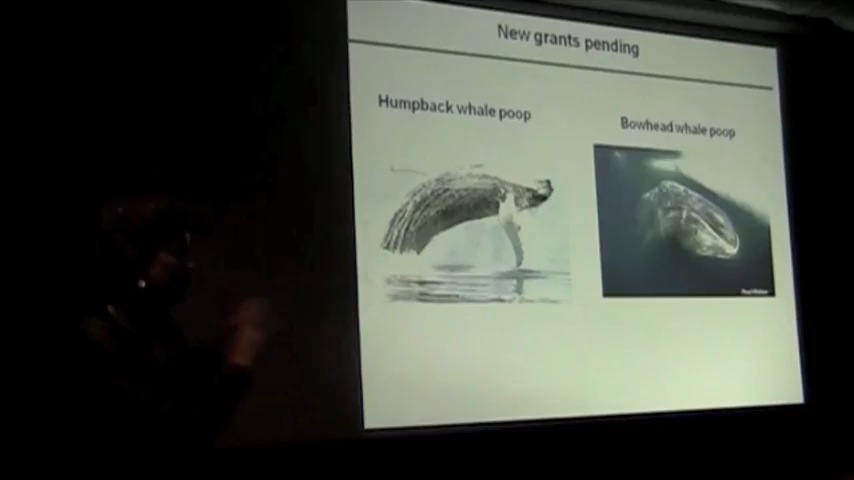 New grants pending
Humpback whale poop
Bowhead whale poop